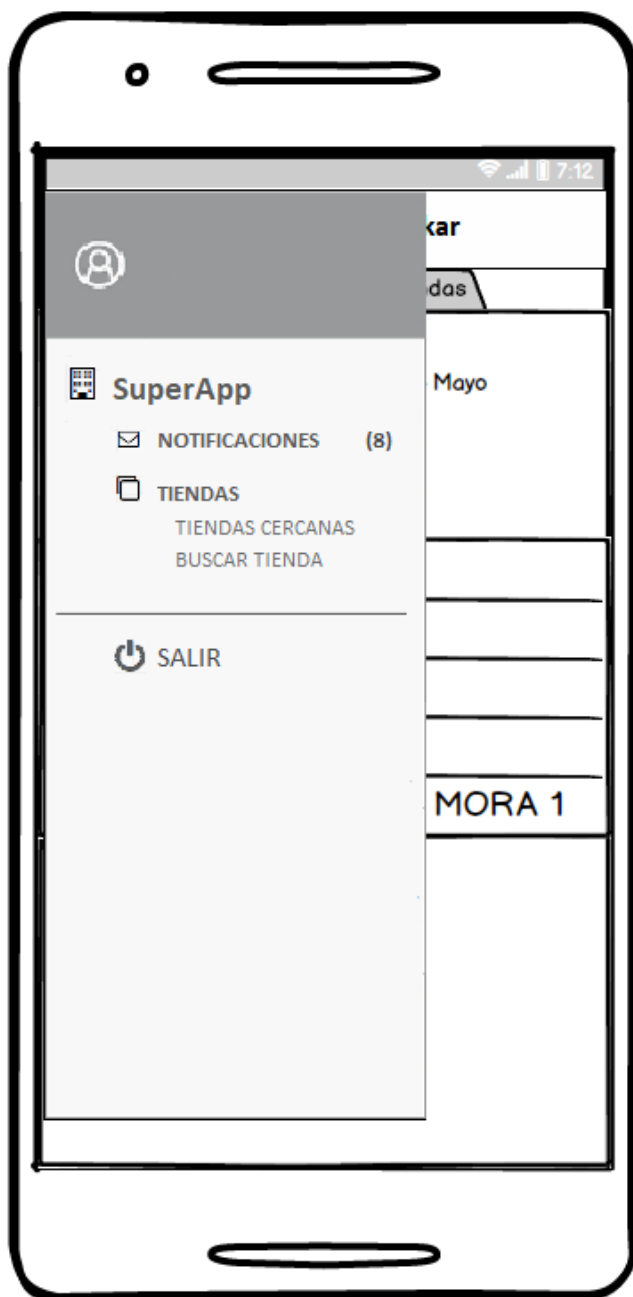 7:12
kar
das
SuperApp
Mayo
NOTIFICACIONES (8)
TIENDAS
TIENDAS CERCANAS
BUSCAR TIENDA
SALIR
MORA 1